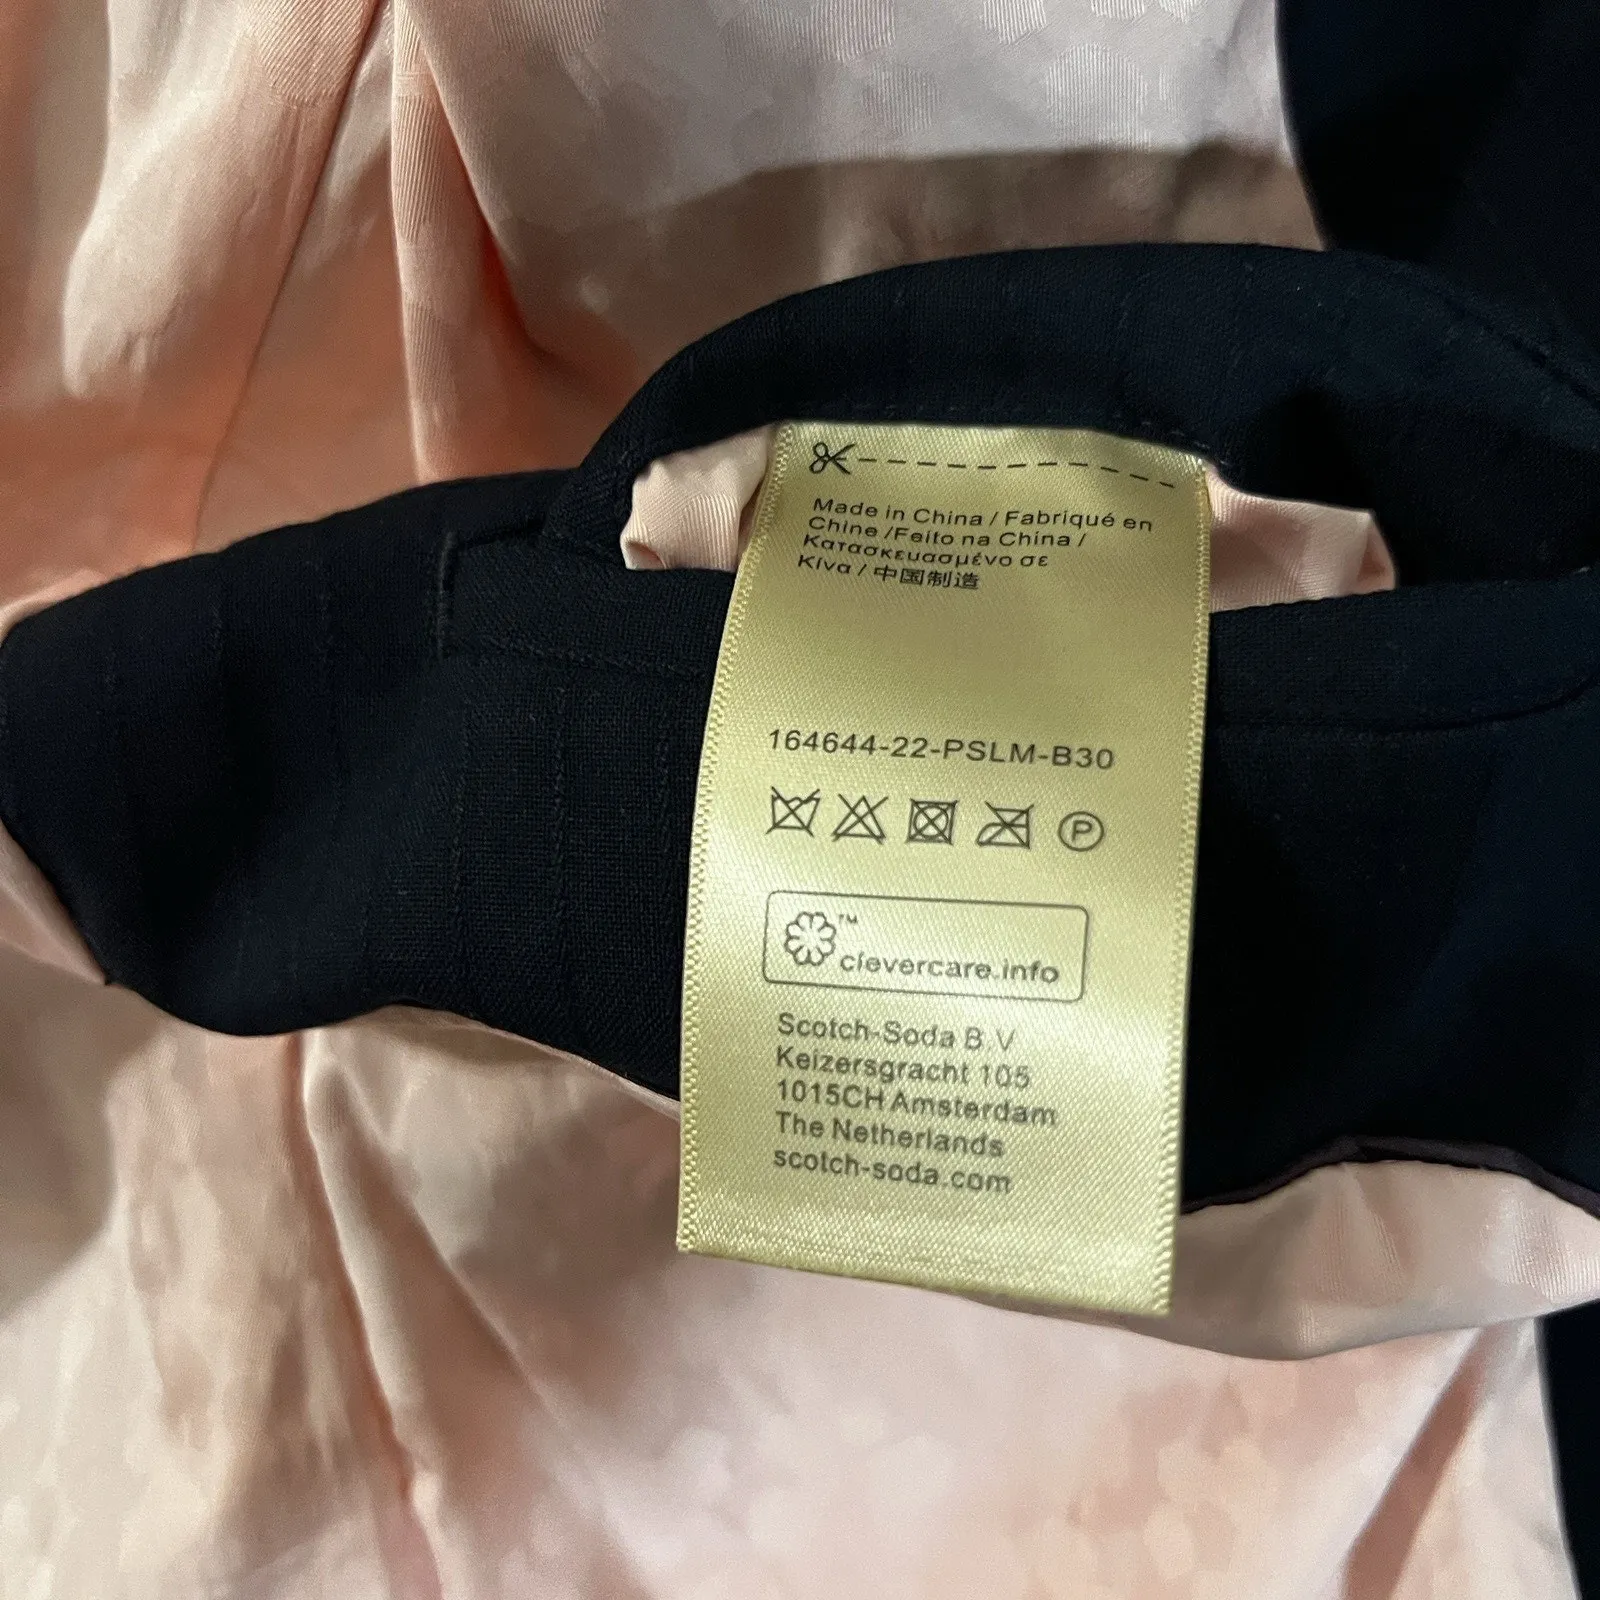 Made in China / Fabriqué en
Chine /Feito na China /
Κατασκευασμένο σε
Κίνα / 中国制造
164644-22-PSLM-B30
P
™
clevercare.info
Scotch-Soda B V
Keizersgracht 105
1015CH Amsterdam
The Netherlands
scotch-soda.com